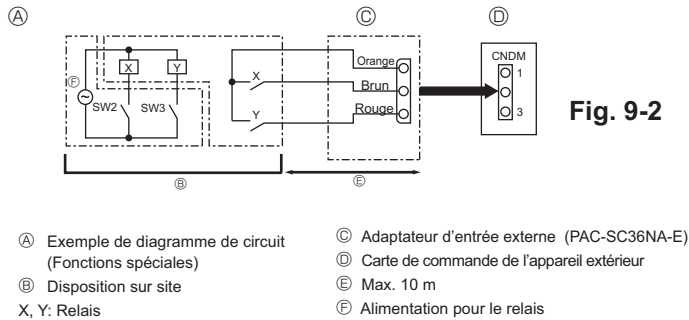 Ⓐ
Ⓒ
Ⓓ
CNDM
1
3
Orange
Brun
Rouge
X
Y
Ⓕ
SW2
SW3
X
Y
Fig. 9-2
Ⓑ
Ⓔ
Ⓐ Exemple de diagramme de circuit
(Fonctions spéciales)
Ⓑ Disposition sur site
X, Y: Relais
Ⓒ Adaptateur d'entrée externe (PAC-SC36NA-E)
Ⓓ Carte de commande de l'appareil extérieur
Ⓔ Max. 10 m
Ⓕ Alimentation pour le relais